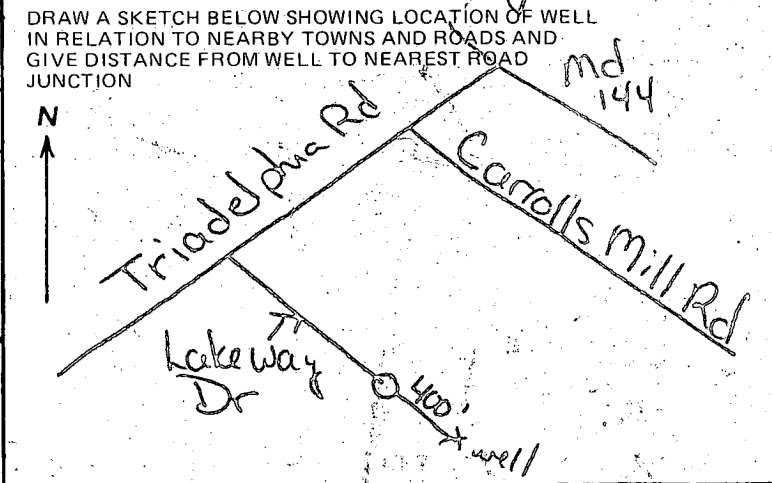 DRAW A SKETCH BELOW SHOWING LOCATION OF WELL
IN RELATION TO NEARBY TOWNS AND ROADS AND
GIVE DISTANCE FROM WELL TO NEAREST ROAD
JUNCTION
N
Md
144
Triadelphia Rd
Carrolls Mill Rd
Lakeway
Dr
400'
well